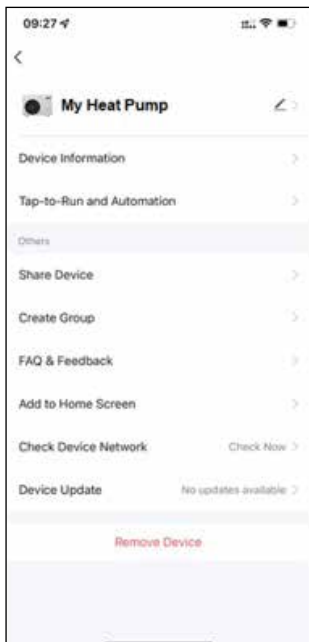 09:27
My Heat Pump
Device Information
Tap-to-Run and Automation
Others
Share Device
Create Group
FAQ & Feedback
Add to Home Screen
Check Device Network Check Now
Device Update No updates available
Remove Device